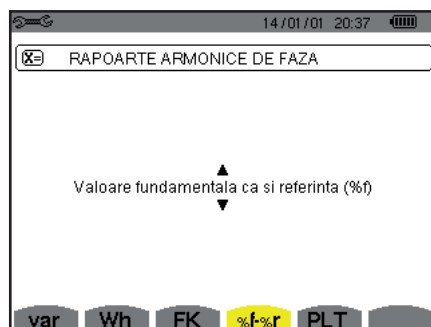 14/01/01 20:37
X= RAPOARTE ARMONICE DE FAZA
Valoare fundamentala ca si referinta (%f)
var Wh FK %f-%r PLT